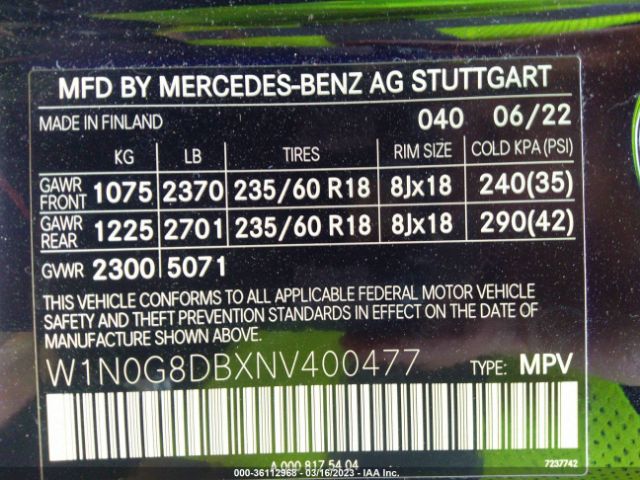 MFD BY MERCEDES-BENZ AG STUTTGART
MADE IN FINLAND 040 06/22
KG LB TIRES RIM SIZE COLD KPA (PSI)
GAWR FRONT 1075 2370 235/60 R18 8Jx18 240(35)
GAWR REAR 1225 2701 235/60 R18 8Jx18 290(42)
GVWR 2300 5071
THIS VEHICLE CONFORMS TO ALL APPLICABLE FEDERAL MOTOR VEHICLE
SAFETY AND THEFT PREVENTION STANDARDS IN EFFECT ON THE DATE OF
MANUFACTURE SHOWN ABOVE.
W1N0G8DBXNV400477 TYPE: MPV
A 000 817 54 04 7237742
000-36112968 - 03/16/2023 - IAA Inc.